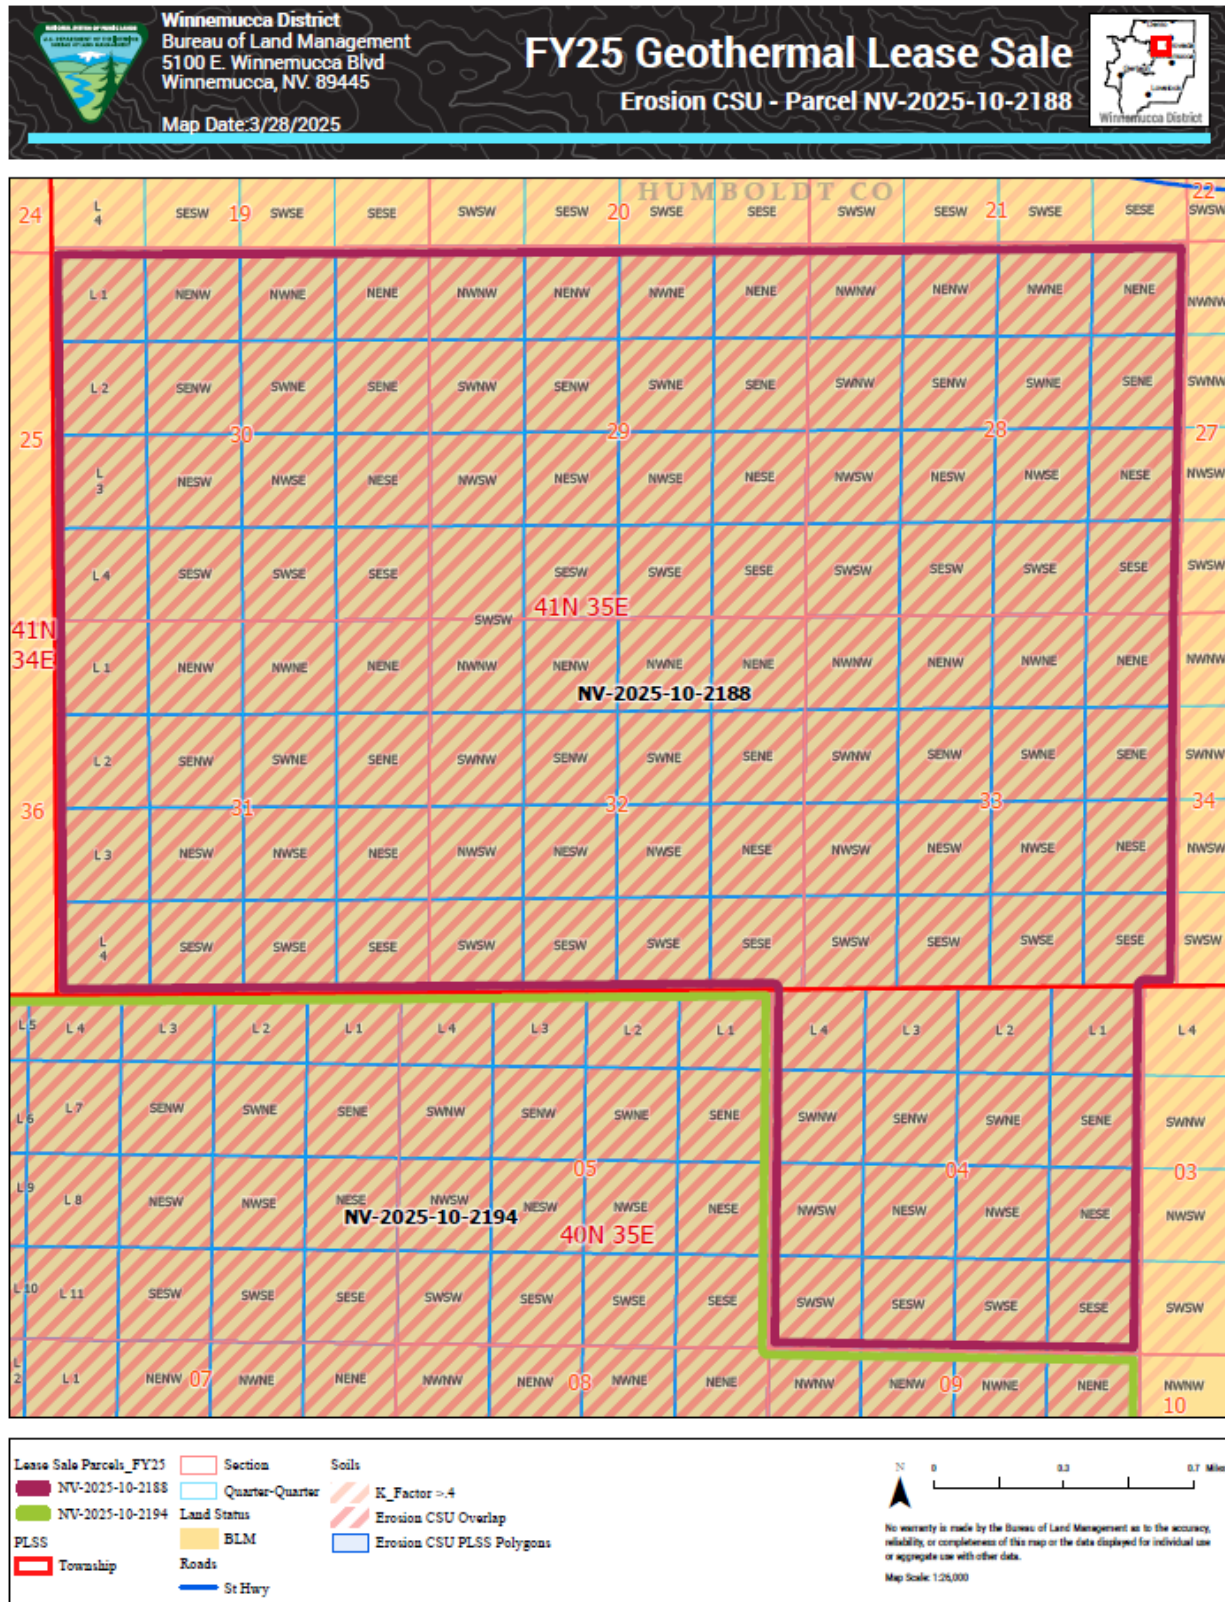 Winnemucca District
Bureau of Land Management
5100 E. Winnemucca Blvd
Winnemucca, NV. 89445
Map Date:3/28/2025
FY25 Geothermal Lease Sale
Erosion CSU - Parcel NV-2025-10-2188
Winnemucca District
HUMBOLDT CO
24 L 4 SESW 19 SWSE SESE SWSW SESW 20 SWSE SESE SWSW SESW 21 SWSE SESE 22 SWSW
L 1 NENW NWNE NENE NWNW NENW NWNE NENE NWNW NENW NWNE NENE NWNW
L 2 SENW SWNE SENE SWNW SENW SWNE SENE SWNW SENW SWNE SENE SWNW
25 30 29 28 27
L 3 NESW NWSE NESE NWSW NESW NWSE NESE NWSW NESW NWSE NESE NWSW
L 4 SESW SWSE SESE SESW SWSE SESE SWSW SESW SWSE SESE SWSW
41N 34E SWSW 41N 35E
L 1 NENW NWNE NENE NWNW NENW NWNE NENE NWNW NENW NWNE NENE NWNW
NV-2025-10-2188
L 2 SENW SWNE SENE SWNW SENW SWNE SENE SWNW SENW SWNE SENE SWNW
36 31 32 33 34
L 3 NESW NWSE NESE NWSW NESW NWSE NESE NWSW NESW NWSE NESE NWSW
L 4 SESW SWSE SESE SWSW SESW SWSE SESE SWSW SESW SWSE SESE SWSW
L 5 L 4 L 3 L 2 L 1 L 4 L 3 L 2 L 1 L 4 L 3 L 2 L 1 L 4
L 6 L 7 SENW SWNE SENE SWNW SENW SWNE SENE SWNW SENW SWNE SENE SWNW
05 04 03
L 9 L 8 NESW NWSE NESE NWSW NESW NWSE NESE NWSW NESW NWSE NESE NWSW
NV-2025-10-2194
40N 35E
L 10 L 11 SESW SWSE SESE SWSW SESW SWSE SESE SWSW SESW SWSE SESE SWSW
L 2 L 1 NENW 07 NWNE NENE NWNW NENW 08 NWNE NENE NWNW NENW 09 NWNE NENE NWNW
10
Lease Sale Parcels_FY25
NV-2025-10-2188
NV-2025-10-2194
PLSS
Township
Section
Quarter-Quarter
Land Status
BLM
Roads
St Hwy
Soils
K_Factor >.4
Erosion CSU Overlap
Erosion CSU PLSS Polygons
N
0 0.3 0.7 Miles
No warranty is made by the Bureau of Land Management as to the accuracy,
reliability, or completeness of this map or the data displayed for individual use
or aggregate use with other data.
Map Scale: 1:26,000